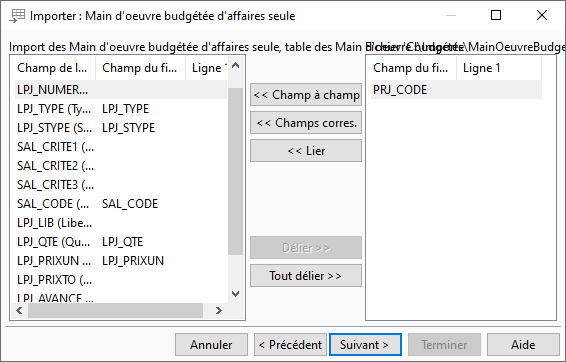 Importer : Main d'oeuvre budgétée d'affaires seule
Import des Main d'oeuvre budgétée d'affaires seule, table des Main
Champ de l... Champ du fi... Ligne 1
LPJ_NUMER...
LPJ_TYPE (Ty... LPJ_TYPE
LPJ_STYPE (S... LPJ_STYPE
SAL_CRITE1 (...
SAL_CRITE2 (...
SAL_CRITE3 (...
SAL_CODE (... SAL_CODE
LPJ_LIB (Libe...
LPJ_QTE (Qu... LPJ_QTE
LPJ_PRIXUN ... LPJ_PRIXUN
LPJ_PRIXTO (...
LPJ_AVANCE
<< Champ à champ
<< Champs corres.
<< Lier
Délier >>
Tout délier >>
Champ du fi... Ligne 1
PRJ_CODE
Annuler
< Précédent
Suivant >
Terminer
Aide